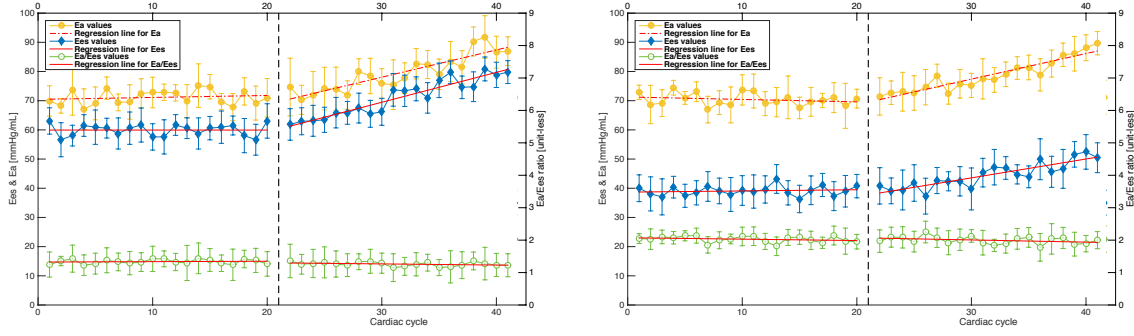 Ea values
Regression line for Ea
Ees values
Regression line for Ees
Ea/Ees values
Regression line for Ea/Ees
Ees & Ea [mmHg/mL]
100
90
80
70
60
50
40
30
20
10
0
0 10 20 30 40
Cardiac cycle
9
8
7
6
5
4
3
2
1
0
Ea/Ees ratio [unit-less]
Ea values
Regression line for Ea
Ees values
Regression line for Ees
Ea/Ees values
Regression line for Ea/Ees
Ees & Ea [mmHg/mL]
100
90
80
70
60
50
40
30
20
10
0
0 10 20 30 40
Cardiac cycle
9
8
7
6
5
4
3
2
1
0
Ea/Ees ratio [unit-less]